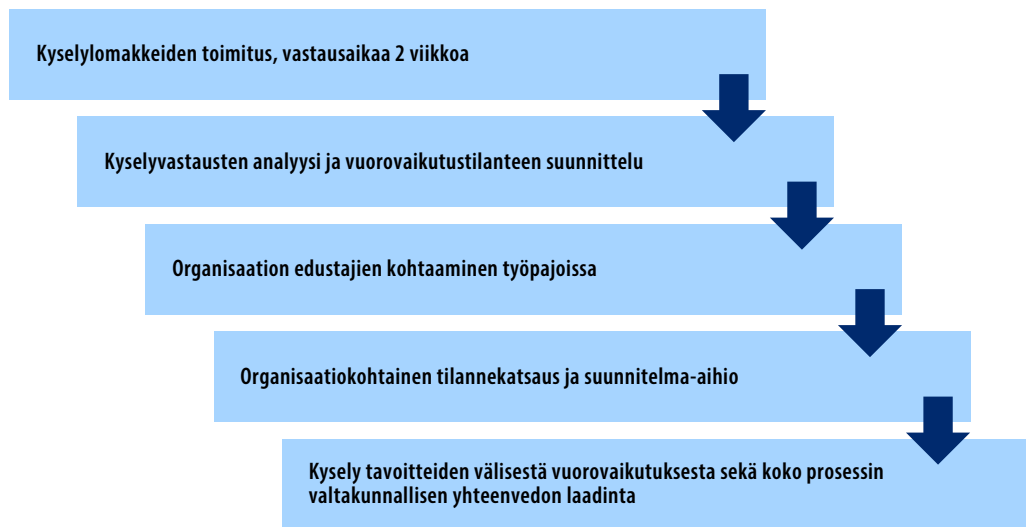 Kyselylomakkeiden toimitus, vastausaikaa 2 viikkoa
Kyselyvastausten analyysi ja vuorovaikutustilanteen suunnittelu
Organisaation edustajien kohtaaminen työpajoissa
Organisaatiokohtainen tilannekatsaus ja suunnitelma-aihio
Kysely tavoitteiden välisestä vuorovaikutuksesta sekä koko prosessin
valtakunnallisen yhteenvedon laadinta